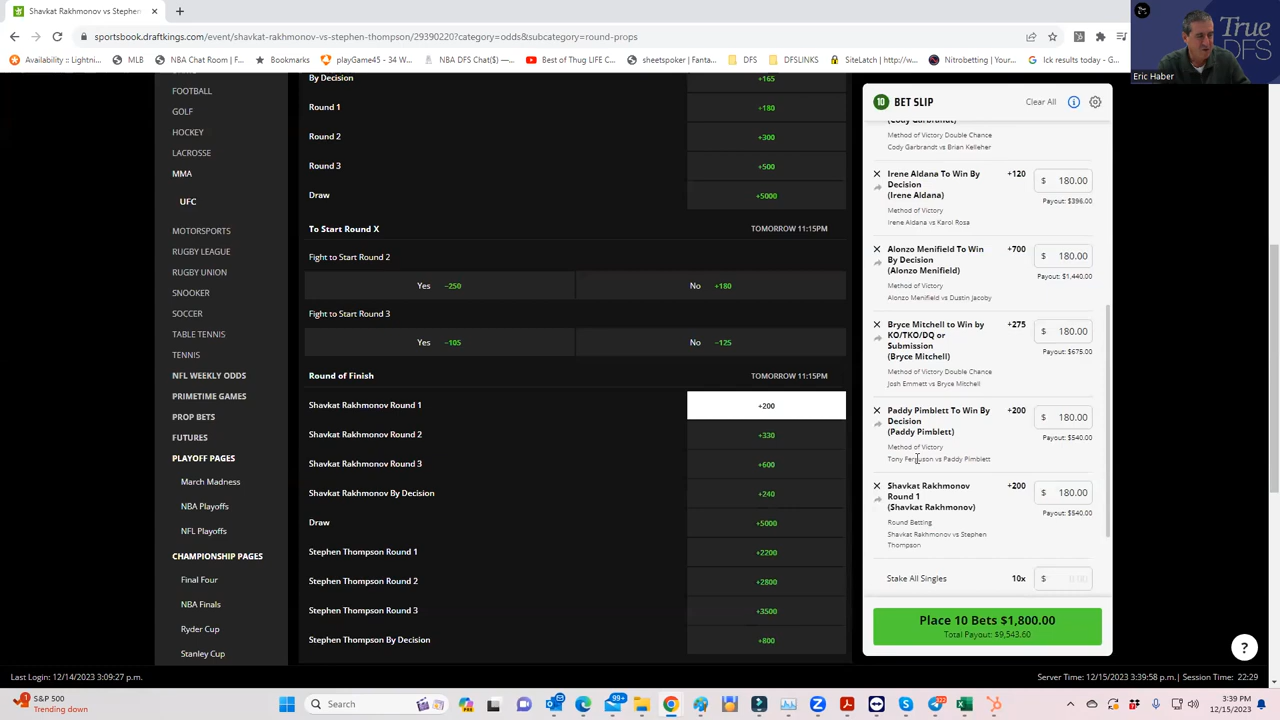 Shavkat Rakhmonov vs Stephen
sportsbook.draftkings.com/event/shavkat-rakhmonov-vs-stephen-thompson/29390220?category=odds&subcategory=round-props
Availability :: Lightni...
MLB
NBA Chat Room | F...
Bookmarks
playGame45 - 34 W...
NBA DFS Chat($) —...
Best of Thug LIFE C...
sheetspoker | Fanta...
DFS
DFSLINKS
SiteLatch | http://w...
Nitrobetting | Your...
Ick results today - G...
True
DFS
Eric Haber
FOOTBALL
GOLF
HOCKEY
LACROSSE
MMA
UFC
MOTORSPORTS
RUGBY LEAGUE
RUGBY UNION
SNOOKER
SOCCER
TABLE TENNIS
TENNIS
NFL WEEKLY ODDS
PRIMETIME GAMES
PROP BETS
FUTURES
PLAYOFF PAGES
March Madness
NBA Playoffs
NFL Playoffs
CHAMPIONSHIP PAGES
Final Four
NBA Finals
Ryder Cup
Stanley Cup
By Decision +165
Round 1 +180
Round 2 +300
Round 3 +500
Draw +5000
To Start Round X TOMORROW 11:15PM
Fight to Start Round 2
Yes −250 No +180
Fight to Start Round 3
Yes −105 No −125
Round of Finish TOMORROW 11:15PM
Shavkat Rakhmonov Round 1 +200
Shavkat Rakhmonov Round 2 +330
Shavkat Rakhmonov Round 3 +600
Shavkat Rakhmonov By Decision +240
Draw +5000
Stephen Thompson Round 1 +2200
Stephen Thompson Round 2 +2800
Stephen Thompson Round 3 +3500
Stephen Thompson By Decision +800
10 BET SLIP Clear All
(Cody Garbrandt)
Method of Victory Double Chance
Cody Garbrandt vs Brian Kelleher
Irene Aldana To Win By +120 $ 180.00
Decision
(Irene Aldana) Payout: $396.00
Method of Victory
Irene Aldana vs Karol Rosa
Alonzo Menifield To Win +700 $ 180.00
By Decision
(Alonzo Menifield) Payout: $1,440.00
Method of Victory
Alonzo Menifield vs Dustin Jacoby
Bryce Mitchell to Win by +275 $ 180.00
KO/TKO/DQ or
Submission Payout: $675.00
(Bryce Mitchell)
Method of Victory Double Chance
Josh Emmett vs Bryce Mitchell
Paddy Pimblett To Win By +200 $ 180.00
Decision
(Paddy Pimblett) Payout: $540.00
Method of Victory
Tony Ferguson vs Paddy Pimblett
Shavkat Rakhmonov +200 $ 180.00
Round 1
(Shavkat Rakhmonov) Payout: $540.00
Round Betting
Shavkat Rakhmonov vs Stephen
Thompson
Stake All Singles 10x $
Place 10 Bets $1,800.00
Total Payout: $9,543.60
?
Last Login: 12/14/2023 3:09:27 p.m. Server Time: 12/15/2023 3:39:58 p.m.| Session Time: 22:29
S&P 500
Trending down
Search
99+
3:39 PM
12/15/2023